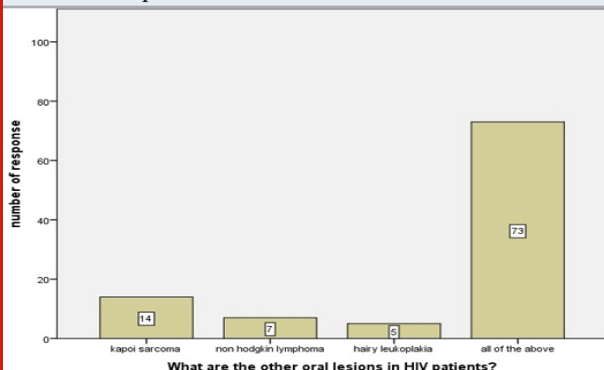 100
80
60
40
20
0
number of response
14
7
5
73
kapoi sarcoma
non hodgkin lymphoma
hairy leukoplakia
all of the above
What are the other oral lesions in HIV patients?